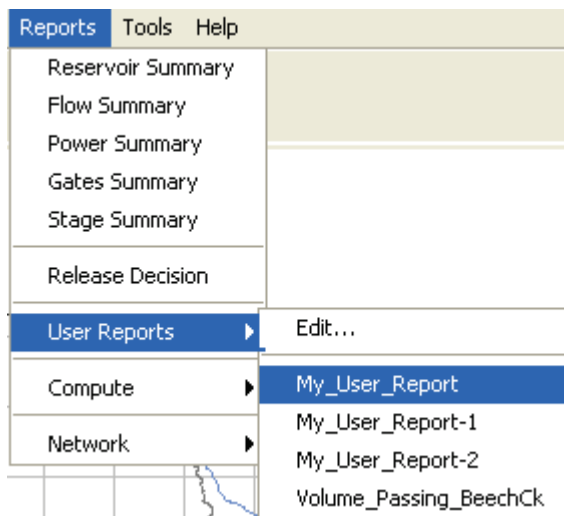 Reports Tools Help
Reservoir Summary
Flow Summary
Power Summary
Gates Summary
Stage Summary
Release Decision
User Reports
Edit...
Compute
My_User_Report
My_User_Report-1
Network
My_User_Report-2
Volume_Passing_BeechCk